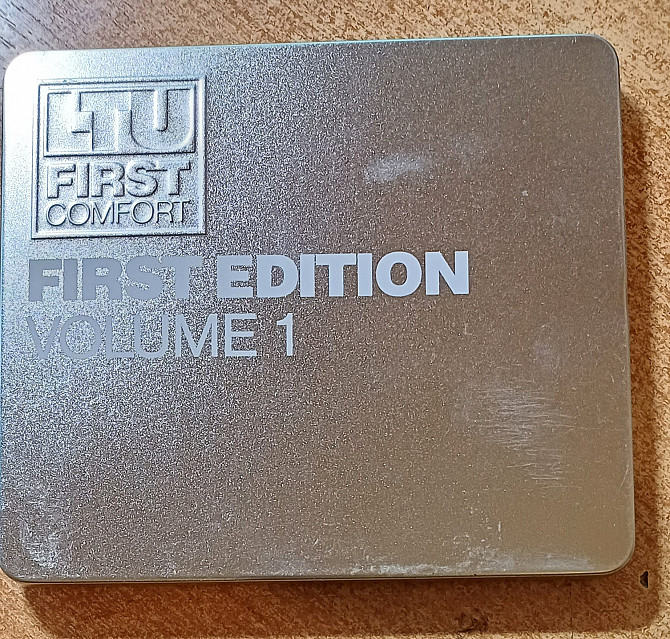 LTU
FIRST
COMFORT
FIRST EDITION
VOLUME 1